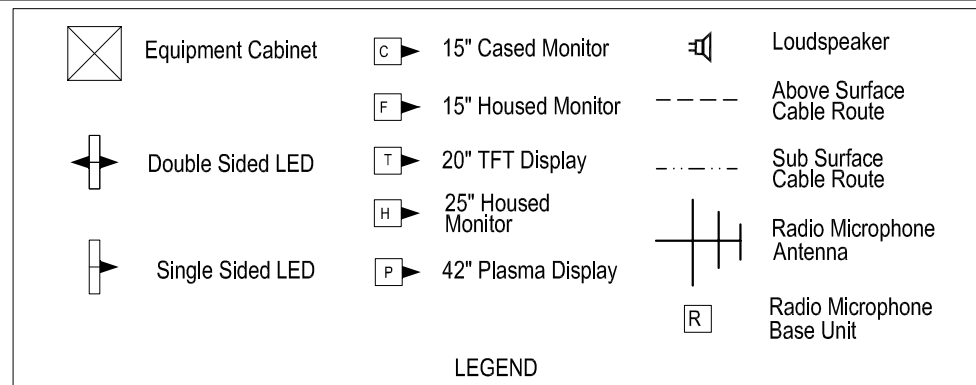 Equipment Cabinet
Double Sided LED
Single Sided LED
C 15" Cased Monitor
F 15" Housed Monitor
T 20" TFT Display
H 25" Housed
Monitor
P 42" Plasma Display
Loudspeaker
Above Surface
Cable Route
Sub Surface
Cable Route
Radio Microphone
Antenna
R Radio Microphone
Base Unit
LEGEND